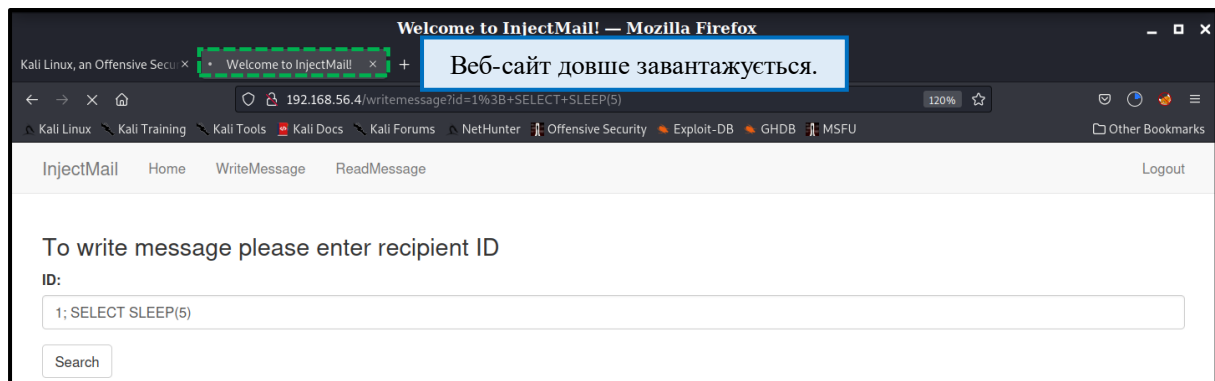 Welcome to InjectMail! — Mozilla Firefox
Kali Linux, an Offensive Secu
Welcome to InjectMail!
Веб-сайт довше завантажується.
192.168.56.4/writemessage?id=1%3B+SELECT+SLEEP(5)
120%
Kali Linux Kali Training Kali Tools Kali Docs Kali Forums NetHunter Offensive Security Exploit-DB GHDB MSFU Other Bookmarks
InjectMail Home WriteMessage ReadMessage Logout
To write message please enter recipient ID
ID:
1; SELECT SLEEP(5)
Search